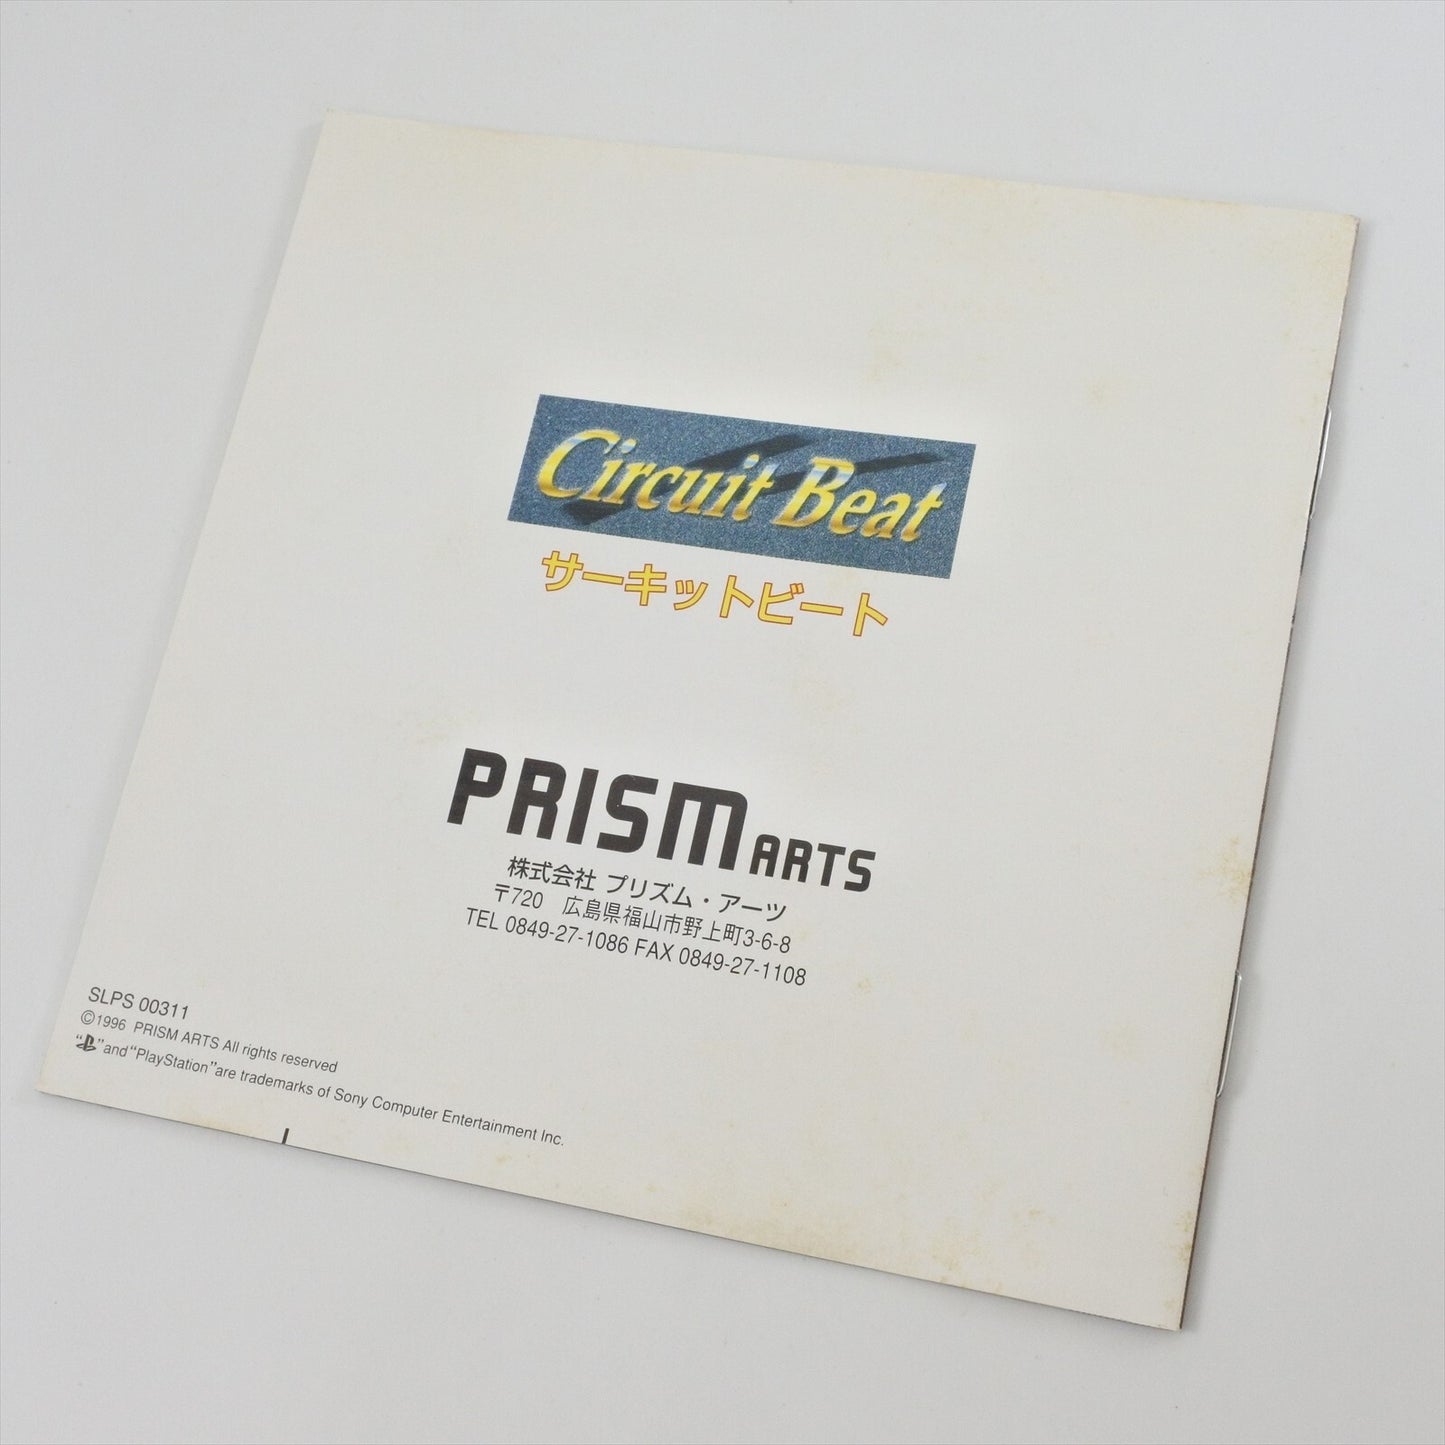 Circuit Beat
サーキットビート
PRISM ARTS
株式会社 プリズム・アーツ
〒720　広島県福山市野上町3-6-8
TEL 0849-27-1086 FAX 0849-27-1108
SLPS 00311
©1996 PRISM ARTS All rights reserved
“PS”and“PlayStation”are trademarks of Sony Computer Entertainment Inc.